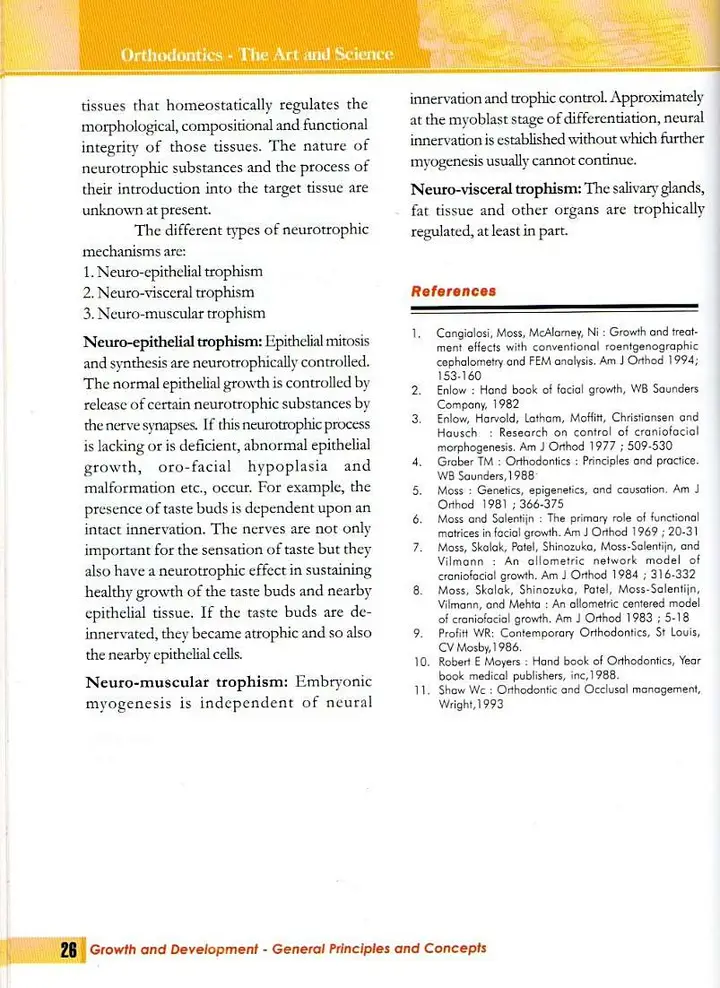 Orthodontics - The Art and Science
tissues that homeostatically regulates the
morphological, compositional and functional
integrity of those tissues. The nature of
neurotrophic substances and the process of
their introduction into the target tissue are
unknown at present.
The different types of neurotrophic
mechanisms are:
1. Neuro-epithelial trophism
2. Neuro-visceral trophism
3. Neuro-muscular trophism
Neuro-epithelial trophism: Epithelial mitosis
and synthesis are neurotrophically controlled.
The normal epithelial growth is controlled by
release of certain neurotrophic substances by
the nerve synapses. If this neurotrophic process
is lacking or is deficient, abnormal epithelial
growth, oro-facial hypoplasia and
malformation etc., occur. For example, the
presence of taste buds is dependent upon an
intact innervation. The nerves are not only
important for the sensation of taste but they
also have a neurotrophic effect in sustaining
healthy growth of the taste buds and nearby
epithelial tissue. If the taste buds are de-
innervated, they became atrophic and so also
the nearby epithelial cells.
Neuro-muscular trophism: Embryonic
myogenesis is independent of neural
innervation and trophic control. Approximately
at the myoblast stage of differentiation, neural
innervation is established without which further
myogenesis usually cannot continue.
Neuro-visceral trophism: The salivary glands,
fat tissue and other organs are trophically
regulated, at least in part.
References
1. Cangialosi, Moss, McAlarney, Ni : Growth and treat-
ment effects with conventional roentgenographic
cephalometry and FEM analysis. Am J Orthod 1994;
153-160
2. Enlow : Hand book of facial growth, WB Saunders
Company, 1982
3. Enlow, Harvold, Latham, Moffitt, Christiansen and
Hausch : Research on control of craniofacial
morphogenesis. Am J Orthod 1977 ; 509-530
4. Graber TM : Orthodontics : Principles and practice.
WB Saunders,1988
5. Moss : Genetics, epigenetics, and causation. Am J
Orthod 1981 ; 366-375
6. Moss and Salentijn : The primary role of functional
matrices in facial growth. Am J Orthod 1969 ; 20-31
7. Moss, Skalak, Patel, Shinozuka, Moss-Salentijn, and
Vilmann : An allometric network model of
craniofacial growth. Am J Orthod 1984 ; 316-332
8. Moss, Skalak, Shinozuka, Patel, Moss-Salentijn,
Vilmann, and Mehta : An allometric centered model
of craniofacial growth. Am J Orthod 1983 ; 5-18
9. Profitt WR: Contemporary Orthodontics, St Louis,
CV Mosby,1986.
10. Robert E Moyers : Hand book of Orthodontics, Year
book medical publishers, inc,1988.
11. Shaw Wc : Orthodontic and Occlusal management,
Wright,1993
26 Growth and Development - General Principles and Concepts